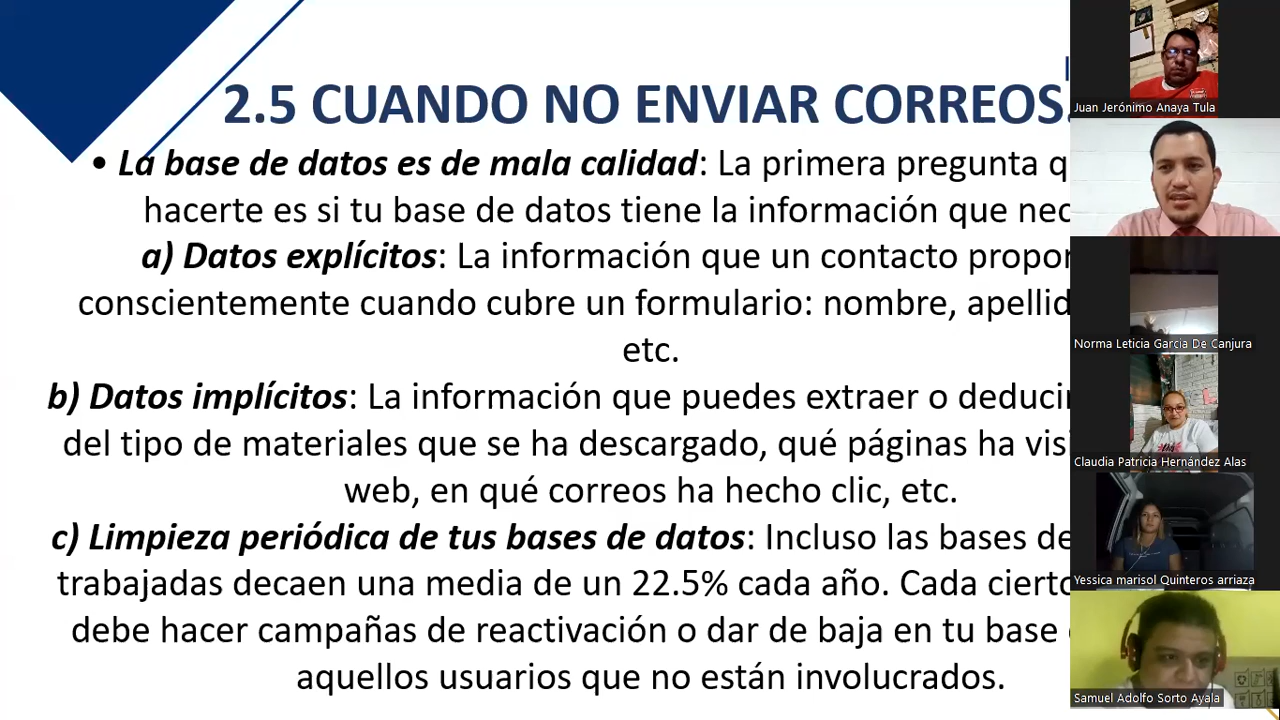 2.5 CUANDO NO ENVIAR CORREOS.
• La base de datos es de mala calidad: La primera pregunta q
hacerte es si tu base de datos tiene la información que nec
a) Datos explícitos: La información que un contacto propor
conscientemente cuando cubre un formulario: nombre, apellid
etc.
b) Datos implícitos: La información que puedes extraer o deducir
del tipo de materiales que se ha descargado, qué páginas ha vis
web, en qué correos ha hecho clic, etc.
c) Limpieza periódica de tus bases de datos: Incluso las bases de
trabajadas decaen una media de un 22.5% cada año. Cada cierto
debe hacer campañas de reactivación o dar de baja en tu base
aquellos usuarios que no están involucrados.
Juan Jerónimo Anaya Tula
Norma Leticia García De Canjura
Claudia Patricia Hernández Alas
Yessica marisol Quinteros arriaza
Samuel Adolfo Sorto Ayala